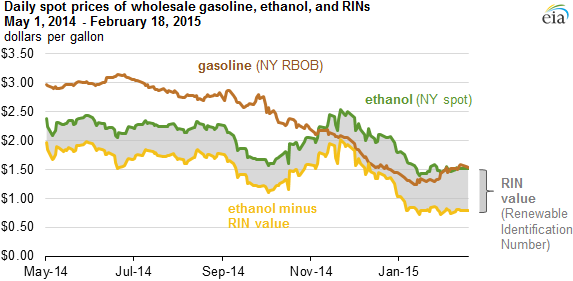 Daily spot prices of wholesale gasoline, ethanol, and RINs
May 1, 2014 - February 18, 2015
dollars per gallon
eia
$3.50
$3.00
$2.50
$2.00
$1.50
$1.00
$0.50
$0.00
gasoline (NY RBOB)
ethanol (NY spot)
ethanol minus
RIN value
RIN
value
(Renewable
Identification
Number)
May-14
Jul-14
Sep-14
Nov-14
Jan-15